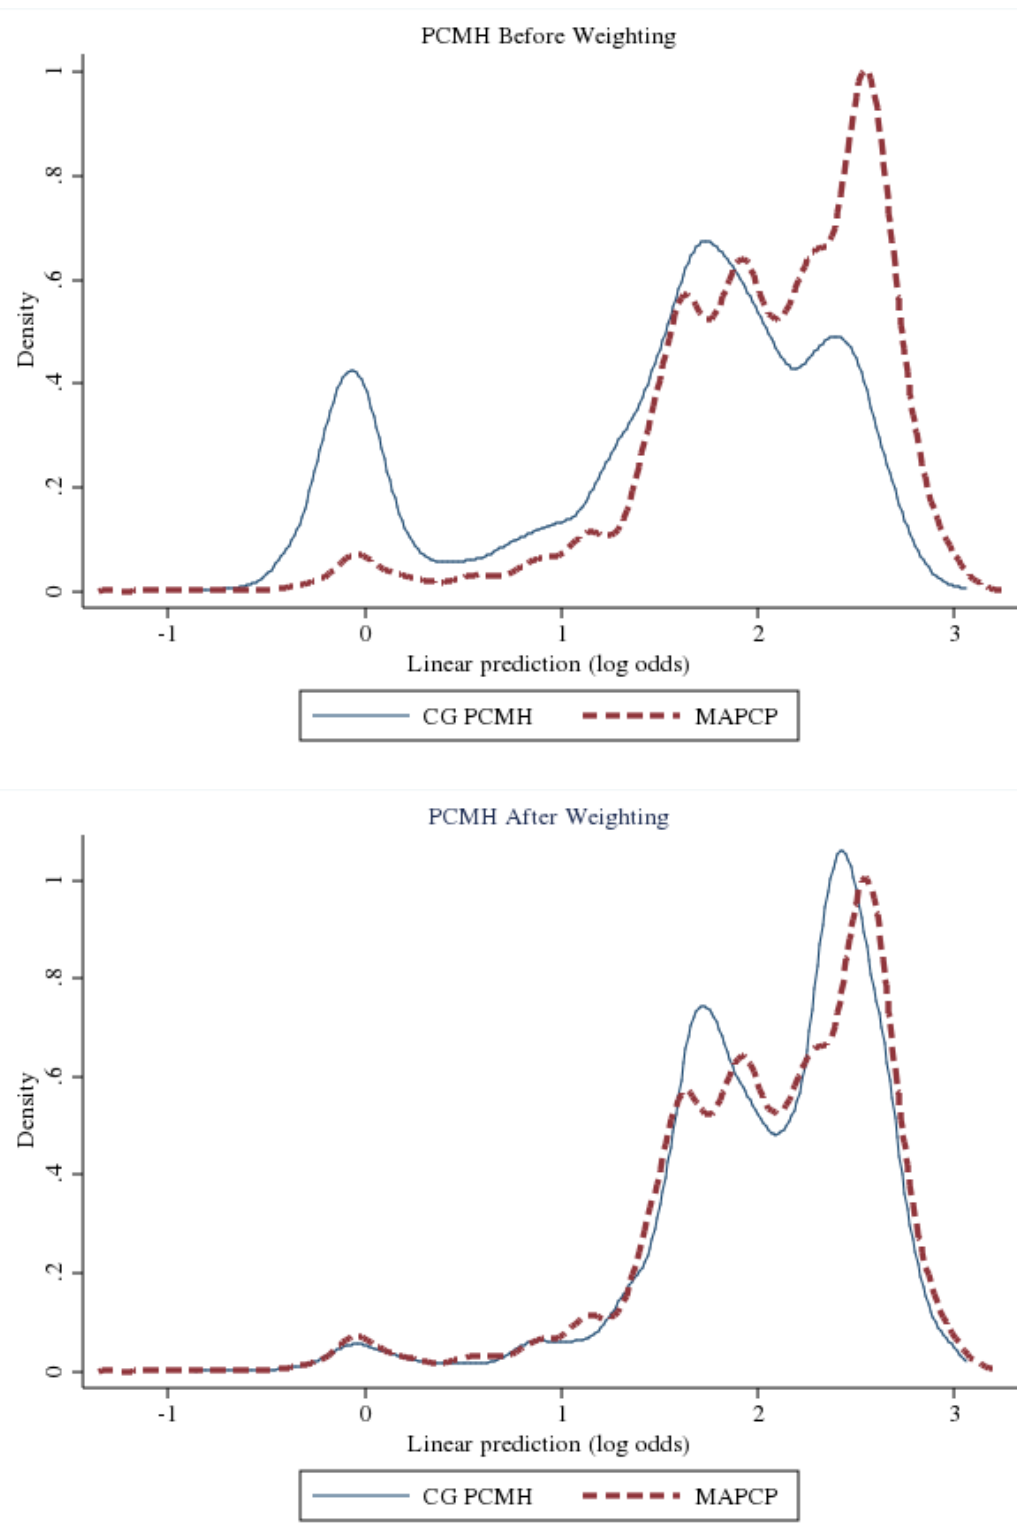 PCMH Before Weighting
1
.8
.6
.4
.2
0
Density
-1 0 1 2 3
Linear prediction (log odds)
CG PCMH MAPCP
PCMH After Weighting
1
.8
.6
.4
.2
0
Density
-1 0 1 2 3
Linear prediction (log odds)
CG PCMH MAPCP